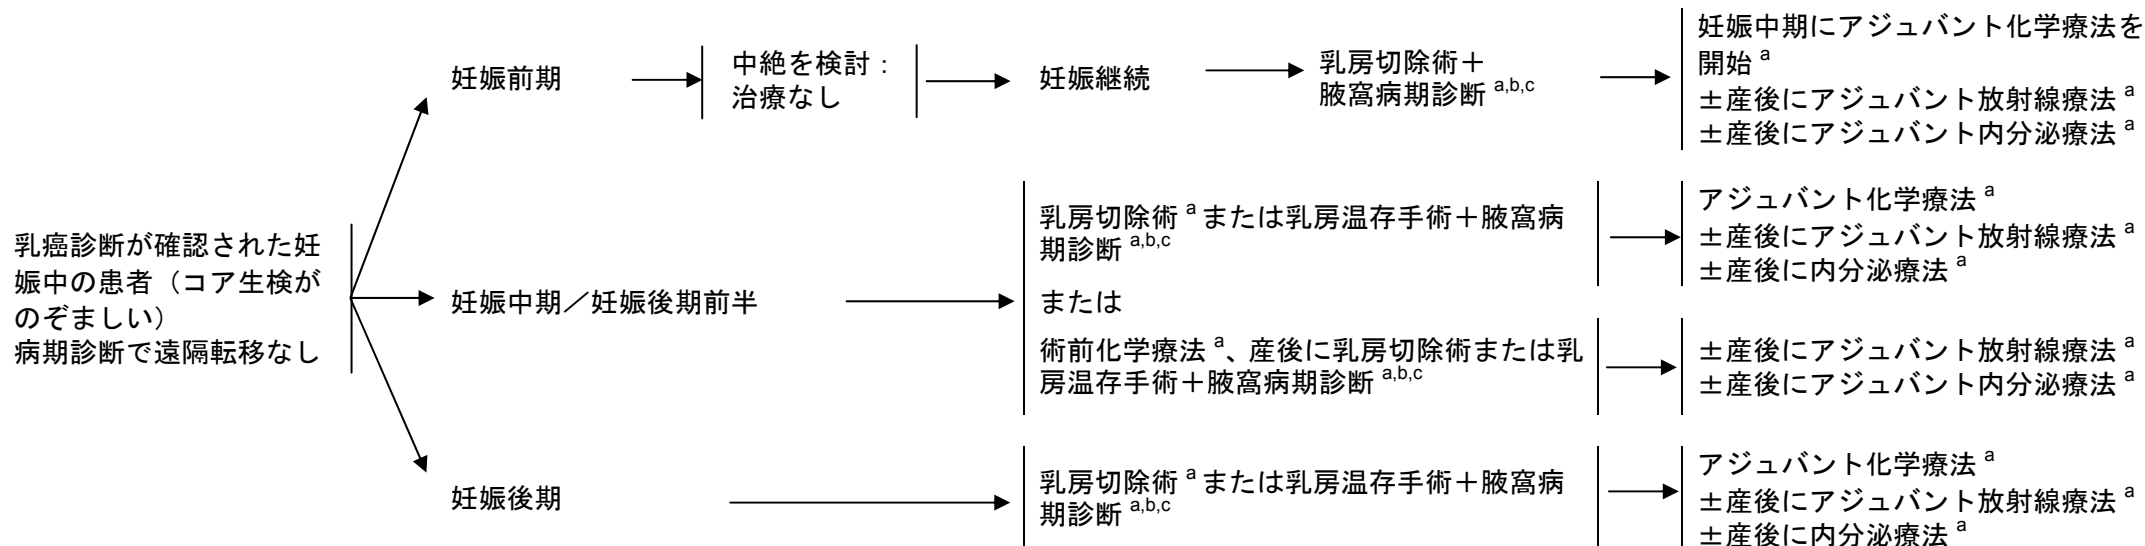 乳癌診断が確認された妊
娠中の患者（コア生検が
のぞましい）
病期診断で遠隔転移なし
妊娠前期
中絶を検討：
治療なし
妊娠継続
乳房切除術＋
腋窩病期診断 a,b,c
妊娠中期にアジュバント化学療法を
開始 a
±産後にアジュバント放射線療法 a
±産後にアジュバント内分泌療法 a
妊娠中期／妊娠後期前半
乳房切除術 a または乳房温存手術＋腋窩病
期診断 a,b,c
アジュバント化学療法 a
±産後にアジュバント放射線療法 a
±産後に内分泌療法 a
または
術前化学療法 a、産後に乳房切除術または乳
房温存手術＋腋窩病期診断 a,b,c
±産後にアジュバント放射線療法 a
±産後にアジュバント内分泌療法 a
妊娠後期
乳房切除術 a または乳房温存手術＋腋窩病
期診断 a,b,c
アジュバント化学療法 a
±産後にアジュバント放射線療法 a
±産後に内分泌療法 a